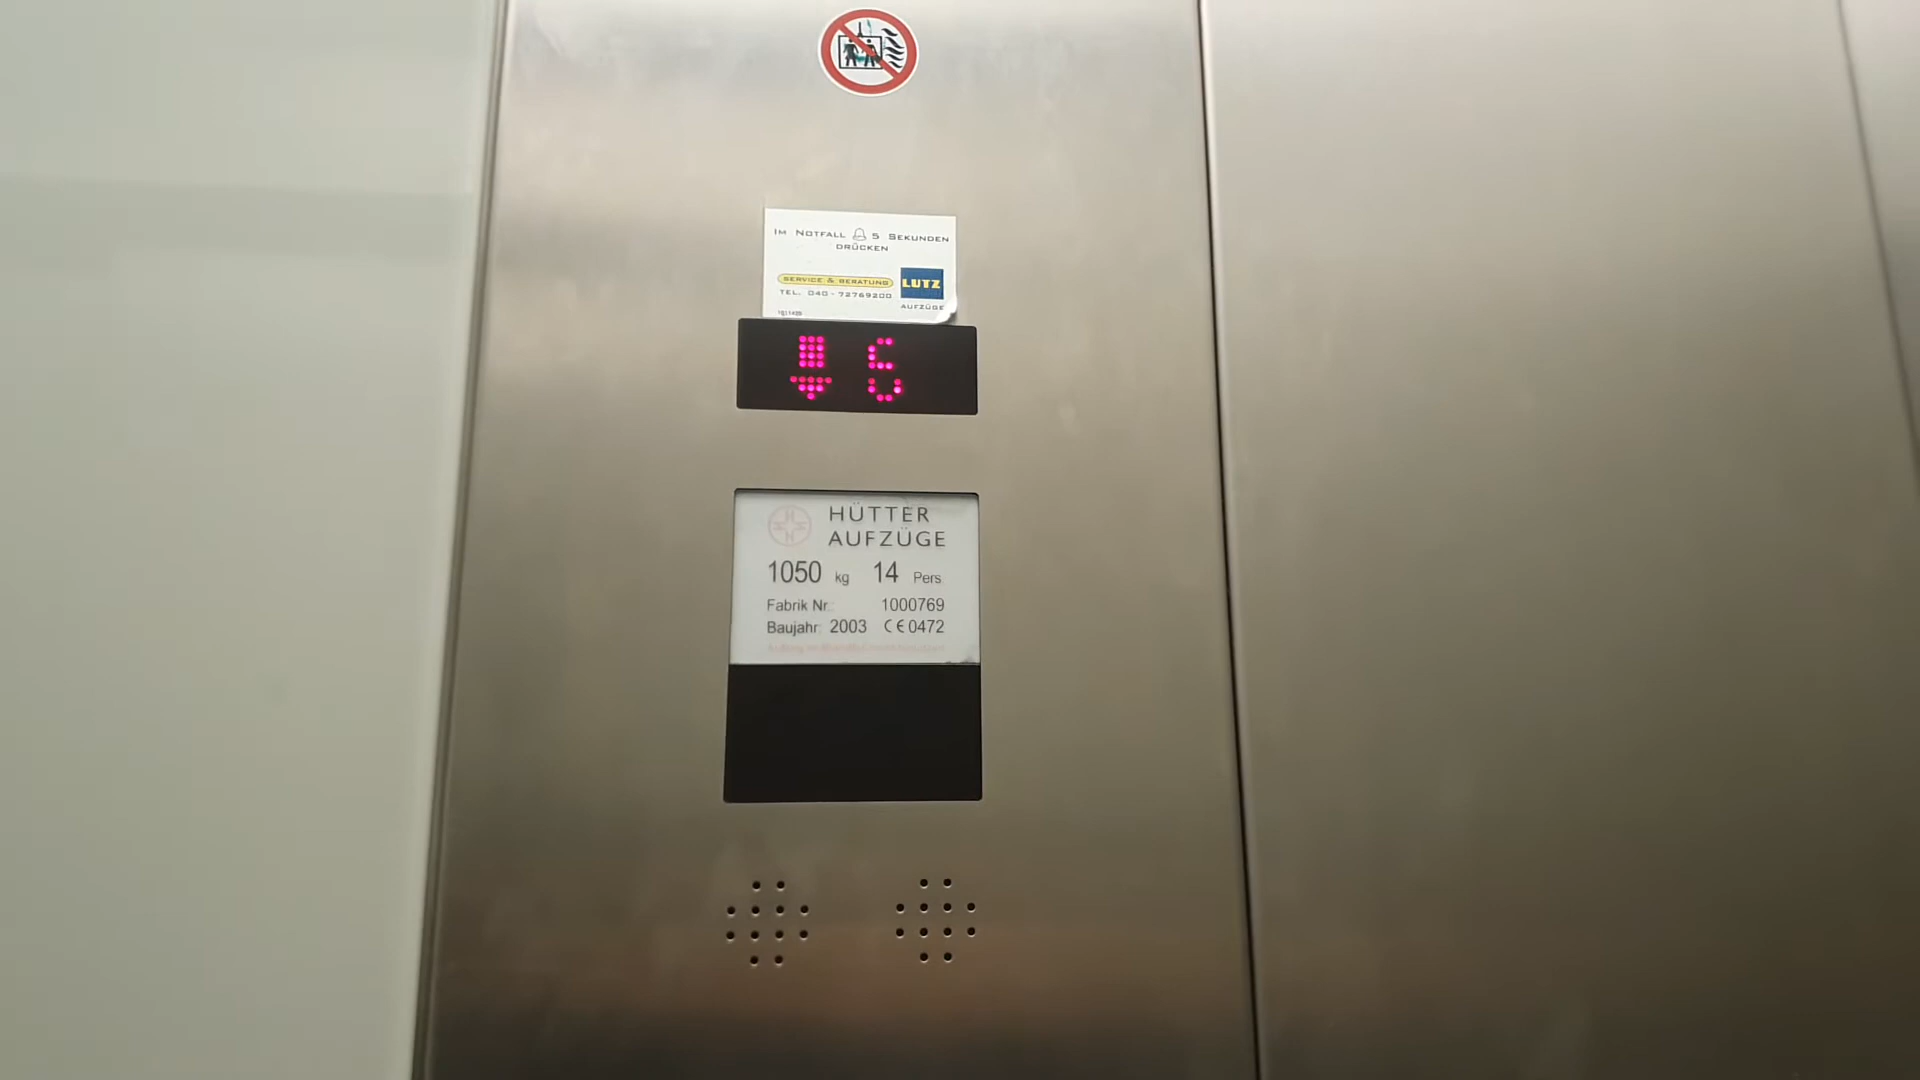 IM NOTFALL 5 SEKUNDEN
DRÜCKEN
SERVICE & BERATUNG
TEL. 040 - 72769200
LUTZ
AUFZÜGE
6
HÜTTER
AUFZÜGE
1050 kg 14 Pers
Fabrik Nr.: 1000769
Baujahr: 2003 CE 0472